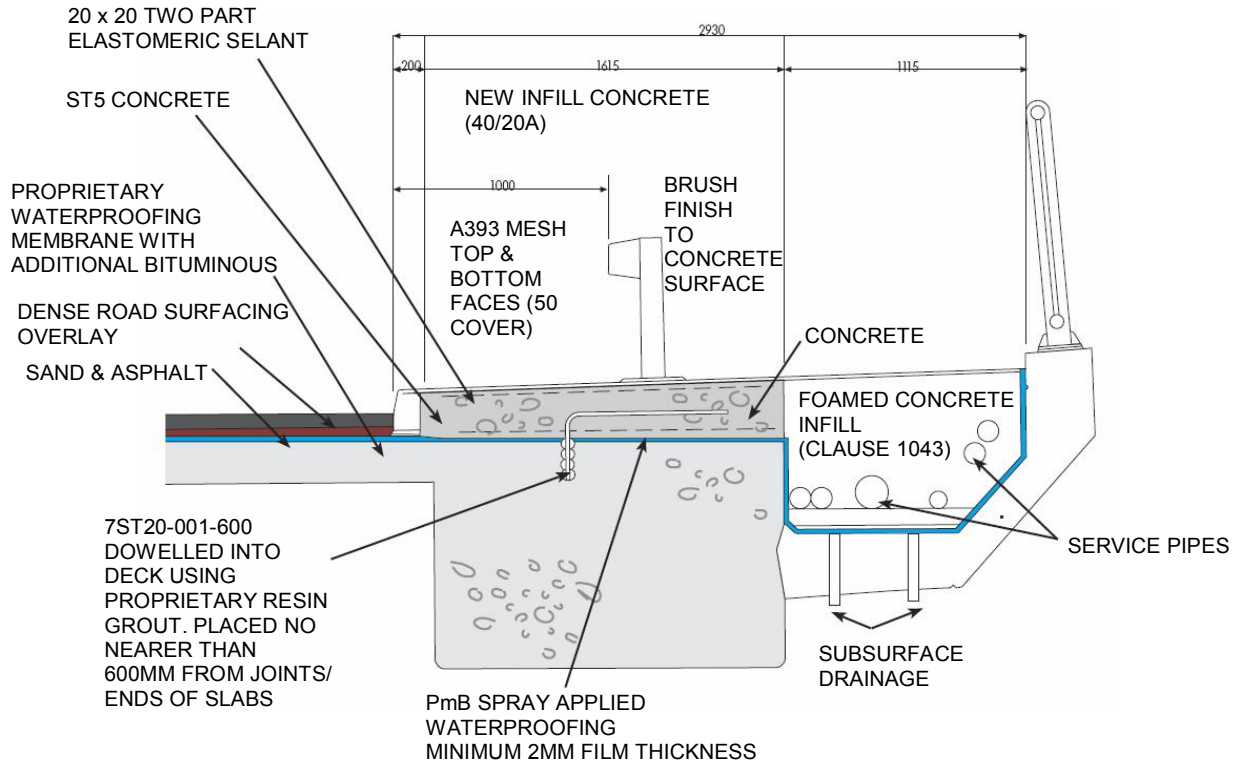 20 x 20 TWO PART
ELASTOMERIC SELANT
ST5 CONCRETE
PROPRIETARY
WATERPROOFING
MEMBRANE WITH
ADDITIONAL BITUMINOUS
DENSE ROAD SURFACING
OVERLAY
SAND & ASPHALT
2930
200
1615
1115
NEW INFILL CONCRETE
(40/20A)
1000
A393 MESH
TOP &
BOTTOM
FACES (50
COVER)
BRUSH
FINISH
TO
CONCRETE
SURFACE
CONCRETE
FOAMED CONCRETE
INFILL
(CLAUSE 1043)
SERVICE PIPES
7ST20-001-600
DOWELLED INTO
DECK USING
PROPRIETARY RESIN
GROUT. PLACED NO
NEARER THAN
600MM FROM JOINTS/
ENDS OF SLABS
SUBSURFACE
DRAINAGE
PmB SPRAY APPLIED
WATERPROOFING
MINIMUM 2MM FILM THICKNESS